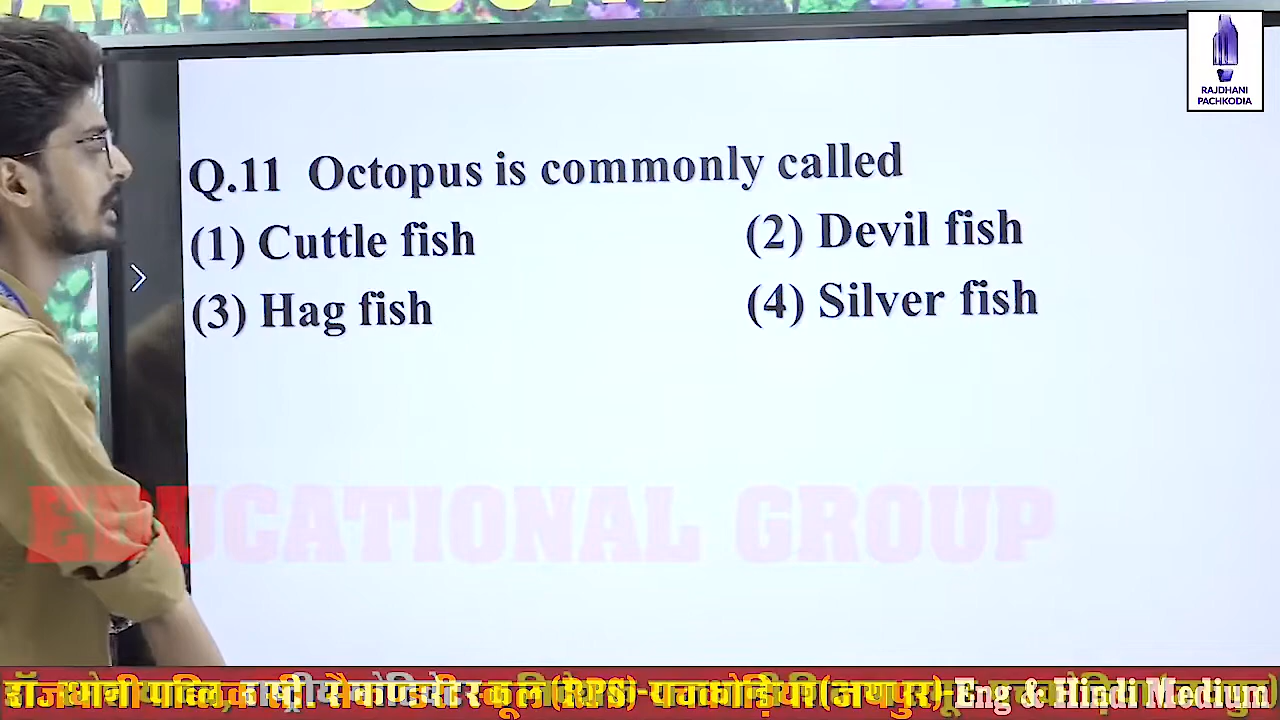 RAJDHANI
PACHKODIA
Q.11 Octopus is commonly called
(1) Cuttle fish (2) Devil fish
(3) Hag fish (4) Silver fish
EDUCATIONAL GROUP
Eng & Hindi Medium